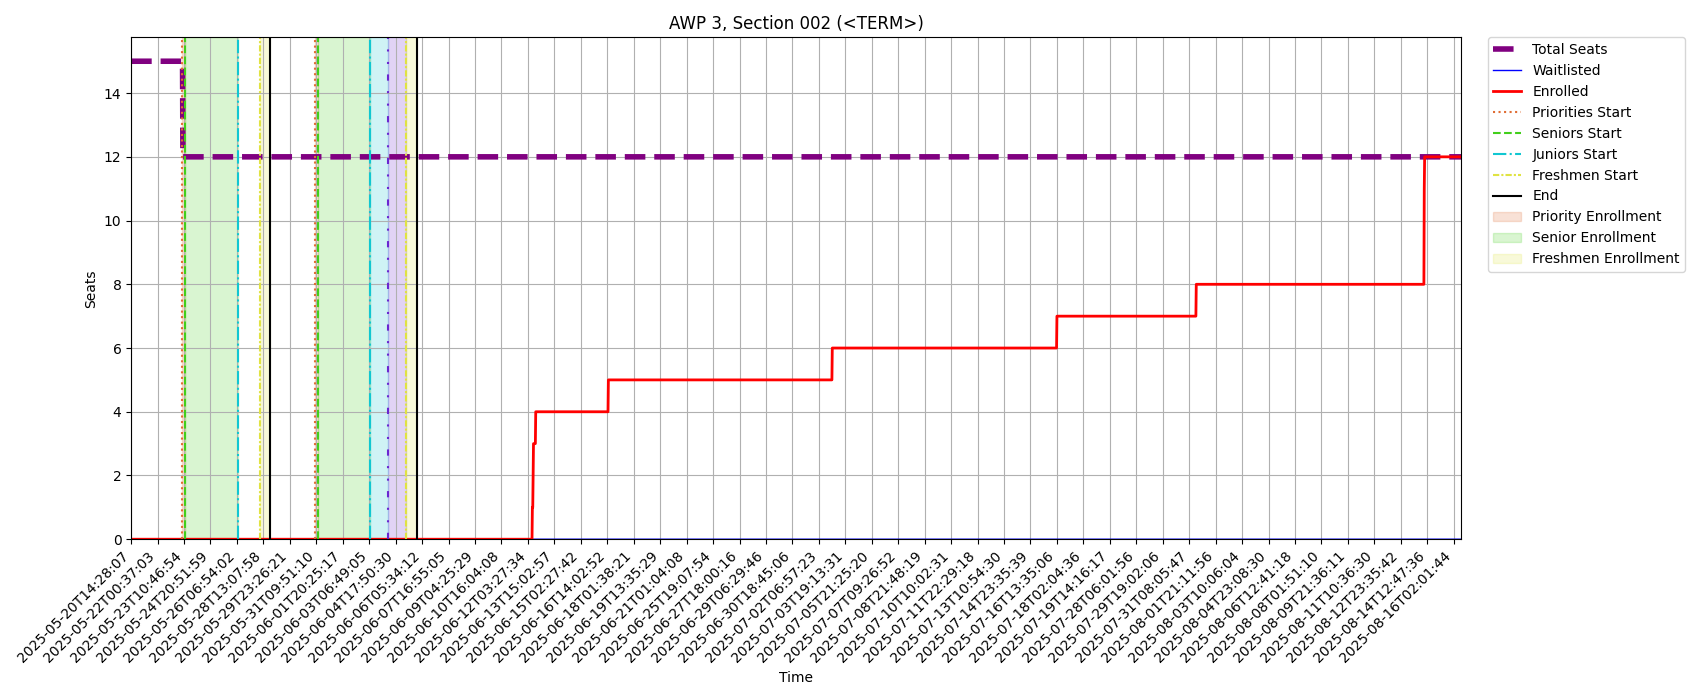 AWP 3, Section 002 (<TERM>)
Total Seats
Waitlisted
Enrolled
Priorities Start
Seniors Start
Juniors Start
Freshmen Start
End
Priority Enrollment
Senior Enrollment
Freshmen Enrollment
Seats
14
12
10
8
6
4
2
0
2025-05-20T14:28:07
2025-05-22T00:37:03
2025-05-23T10:46:54
2025-05-24T20:51:59
2025-05-26T06:54:02
2025-05-28T13:07:58
2025-05-29T23:26:21
2025-05-31T09:51:10
2025-06-01T20:25:17
2025-06-03T06:49:05
2025-06-04T17:50:30
2025-06-06T05:34:12
2025-06-07T16:55:05
2025-06-09T04:25:29
2025-06-10T16:04:08
2025-06-12T03:27:34
2025-06-13T15:02:57
2025-06-15T02:27:42
2025-06-16T14:02:52
2025-06-18T01:38:21
2025-06-19T13:35:29
2025-06-21T01:04:08
2025-06-25T19:07:54
2025-06-27T18:00:16
2025-06-29T06:29:46
2025-06-30T18:45:06
2025-07-02T06:57:23
2025-07-03T19:13:31
2025-07-05T21:25:20
2025-07-07T09:26:52
2025-07-08T21:48:19
2025-07-10T10:02:31
2025-07-11T22:29:18
2025-07-13T10:54:30
2025-07-14T23:35:39
2025-07-16T13:35:06
2025-07-18T02:04:36
2025-07-19T14:16:17
2025-07-28T06:01:56
2025-07-29T19:02:06
2025-07-31T08:05:47
2025-08-01T21:11:56
2025-08-03T10:06:04
2025-08-04T23:08:30
2025-08-06T12:41:18
2025-08-08T01:51:10
2025-08-09T21:36:11
2025-08-11T10:36:30
2025-08-12T23:35:42
2025-08-14T12:47:36
2025-08-16T02:01:44
Time